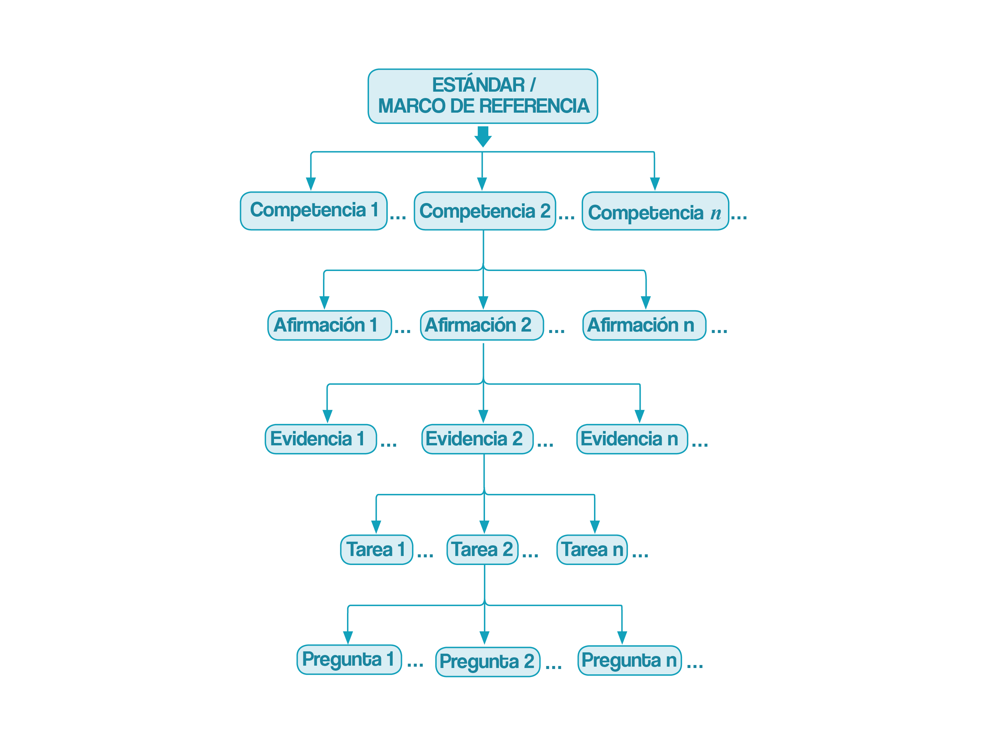 ESTÁNDAR /
MARCO DE REFERENCIA
Competencia 1 ... Competencia 2 ... Competencia n ...
Afirmación 1 ... Afirmación 2 ... Afirmación n ...
Evidencia 1 ... Evidencia 2 ... Evidencia n ...
Tarea 1 ... Tarea 2 ... Tarea n ...
Pregunta 1 ... Pregunta 2 ... Pregunta n ...